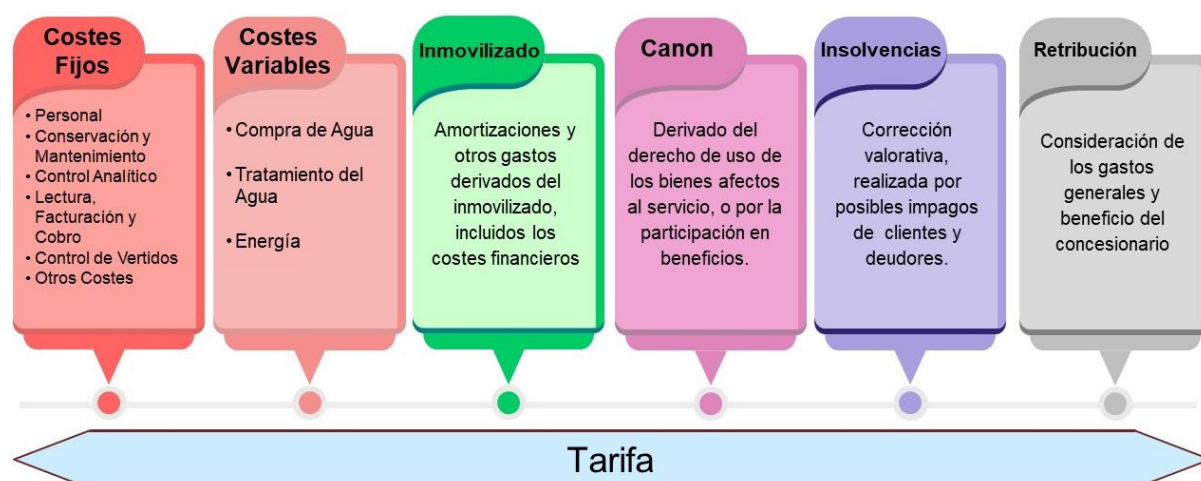 Costes
Fijos
• Personal
• Conservación y
Mantenimiento
• Control Analítico
• Lectura,
Facturación y
Cobro
• Control de Vertidos
• Otros Costes
Costes
Variables
• Compra de Agua
• Tratamiento del
Agua
• Energía
Inmovilizado
Amortizaciones y
otros gastos
derivados del
inmovilizado,
incluidos los
costes financieros
Canon
Derivado del
derecho de uso de
los bienes afectos
al servicio, o por la
participación en
beneficios.
Insolvencias
Corrección
valorativa,
realizada por
posibles impagos
de clientes y
deudores.
Retribución
Consideración de
los gastos
generales y
beneficio del
concesionario
Tarifa